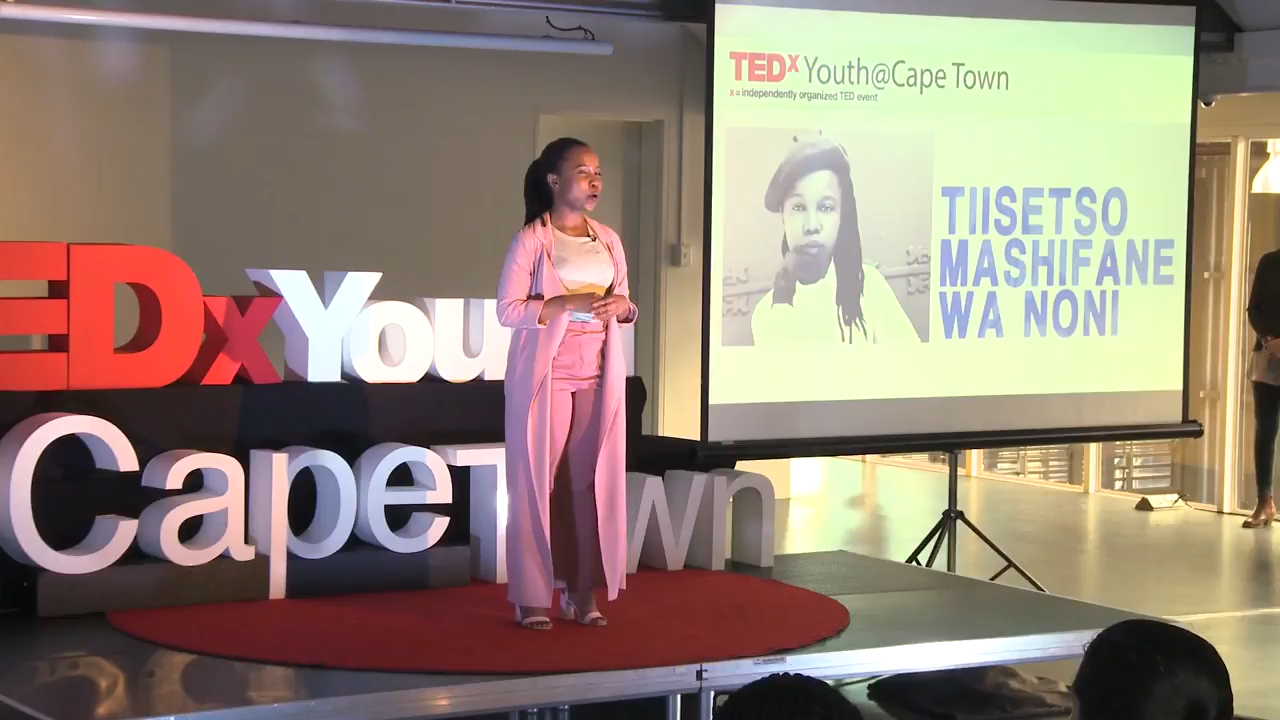 TEDx Youth@Cape Town
x = independently organized TED event
TIISETSO
MASHIFANE
WA NONI
EDxYou
CapeTown